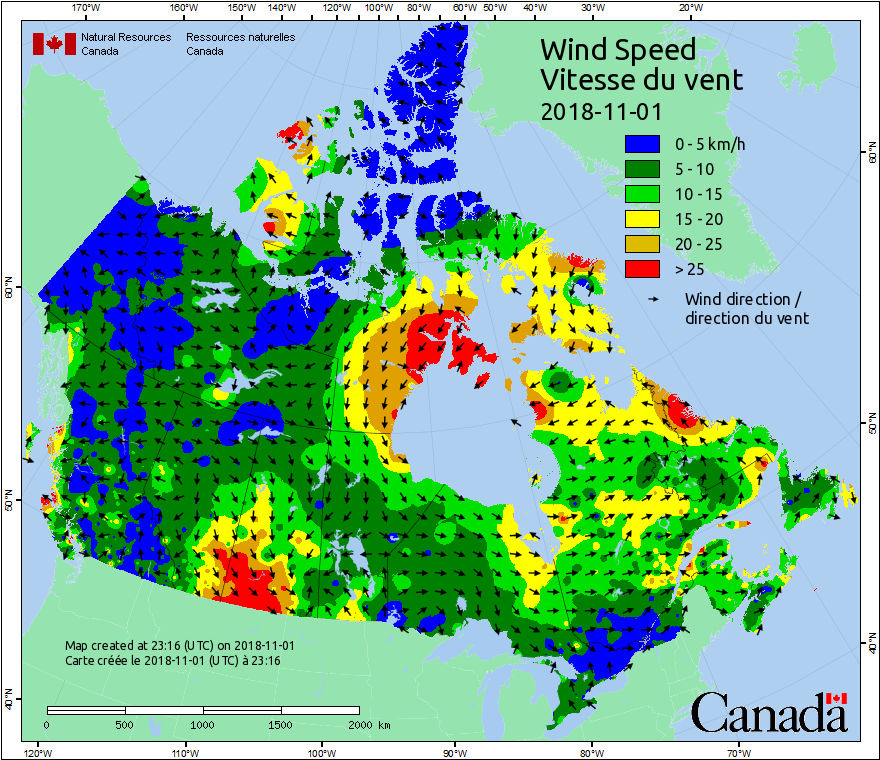 170°W 160°W 150°W 140°W 130°W 120°W 110°W 100°W 90°W 80°W 70°W 60°W 50°W 40°W 30°W 20°W
Natural Resources Canada
Ressources naturelles Canada
Wind Speed
Vitesse du vent
2018-11-01
0 - 5 km/h
5 - 10
10 - 15
15 - 20
20 - 25
> 25
Wind direction /
direction du vent
60°N
60°N
50°N
50°N
40°N
40°N
Map created at 23:16 (UTC) on 2018-11-01
Carte créée le 2018-11-01 (UTC) à 23:16
0 500 1000 1500 2000 km
Canada
120°W 110°W 100°W 90°W 80°W 70°W